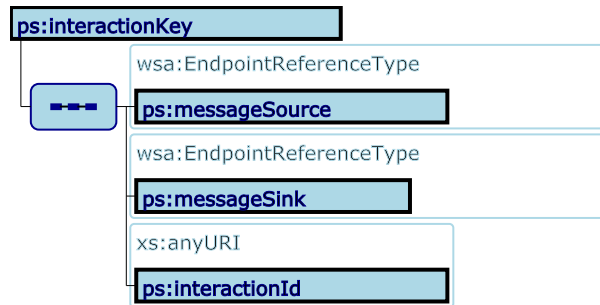 ps:interactionKey
wsa:EndpointReferenceType
ps:messageSource
wsa:EndpointReferenceType
ps:messageSink
xs:anyURI
ps:interactionId